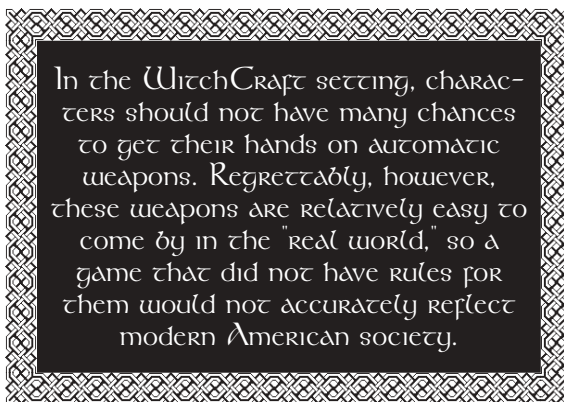 In the WitchCraft setting, charac-
ters should not have many chances
to get their hands on automatic
weapons. Regrettably, however,
these weapons are relatively easy to
come by in the "real world," so a
game that did not have rules for
them would not accurately reflect
modern American society.